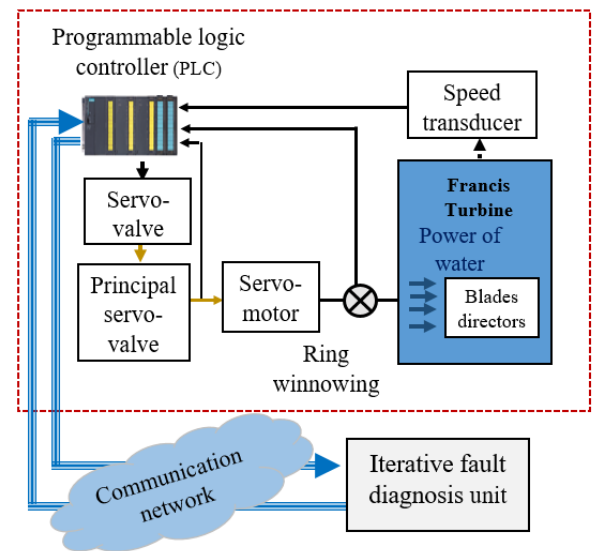 Programmable logic
controller (PLC)
Speed
transducer
Servo-
valve
Francis
Turbine
Power of
water
Blades
directors
Principal
servo-
valve
Servo-
motor
Ring
winnowing
Communication
network
Iterative fault
diagnosis unit